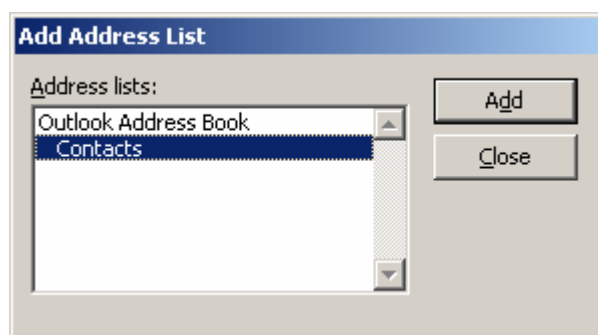 Add Address List
Address lists:
Outlook Address Book
Contacts
Add
Close